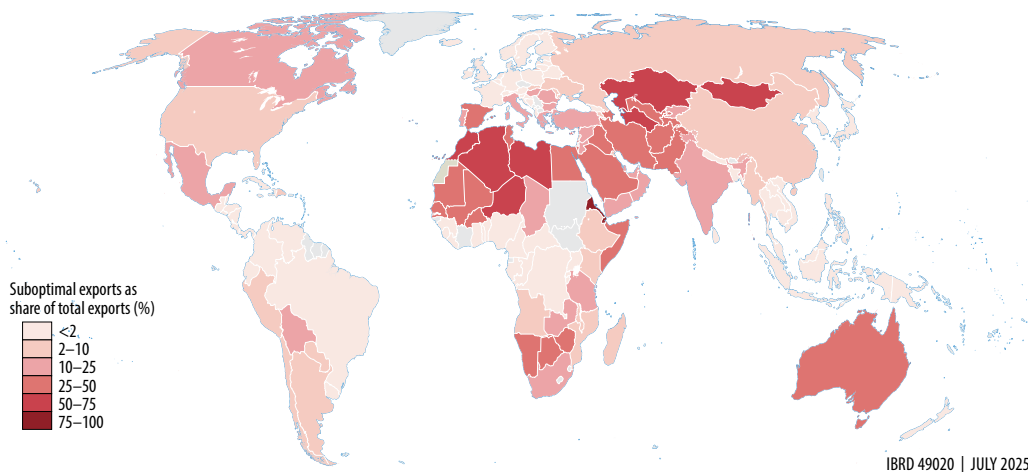 Suboptimal exports as
share of total exports (%)
<2
2–10
10–25
25–50
50–75
75–100
IBRD 49020 | JULY 2025